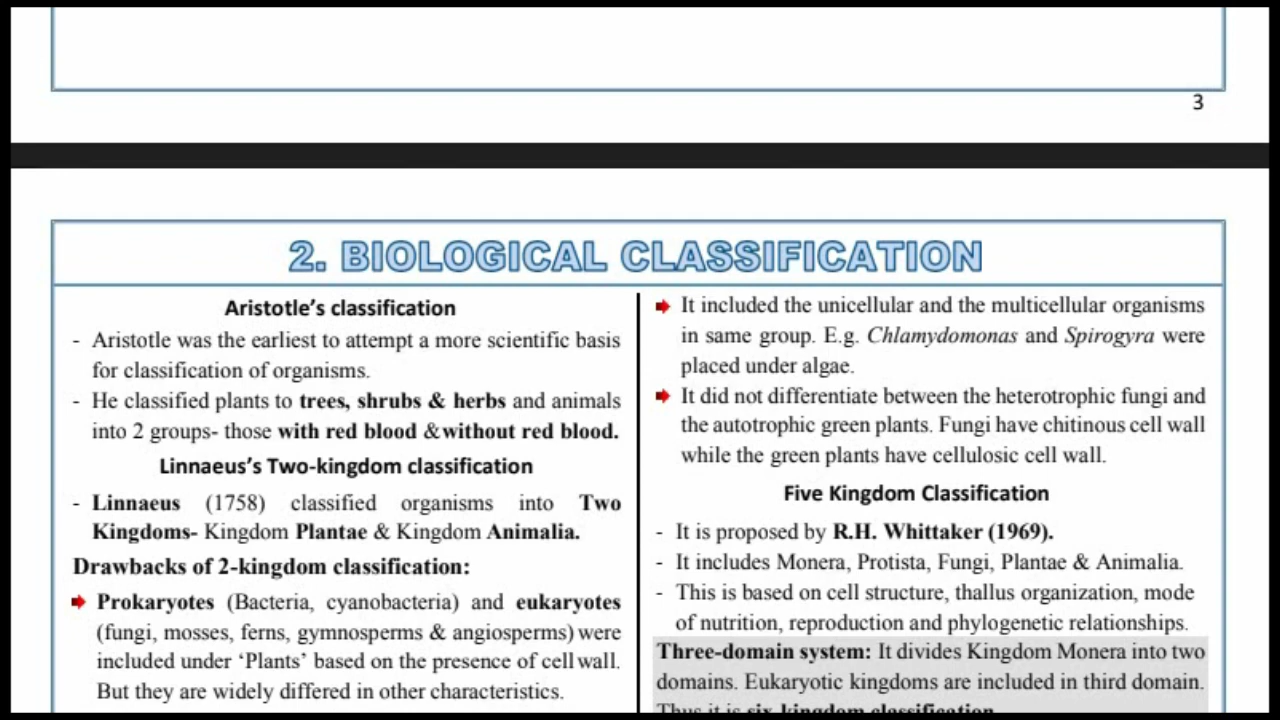 3
2. BIOLOGICAL CLASSIFICATION
Aristotle’s classification
- Aristotle was the earliest to attempt a more scientific basis
for classification of organisms.
- He classified plants to trees, shrubs & herbs and animals
into 2 groups- those with red blood &without red blood.
Linnaeus’s Two-kingdom classification
- Linnaeus (1758) classified organisms into Two
Kingdoms- Kingdom Plantae & Kingdom Animalia.
Drawbacks of 2-kingdom classification:
Prokaryotes (Bacteria, cyanobacteria) and eukaryotes
(fungi, mosses, ferns, gymnosperms & angiosperms) were
included under ‘Plants’ based on the presence of cell wall.
But they are widely differed in other characteristics.
It included the unicellular and the multicellular organisms
in same group. E.g. Chlamydomonas and Spirogyra were
placed under algae.
It did not differentiate between the heterotrophic fungi and
the autotrophic green plants. Fungi have chitinous cell wall
while the green plants have cellulosic cell wall.
Five Kingdom Classification
- It is proposed by R.H. Whittaker (1969).
- It includes Monera, Protista, Fungi, Plantae & Animalia.
- This is based on cell structure, thallus organization, mode
of nutrition, reproduction and phylogenetic relationships.
Three-domain system: It divides Kingdom Monera into two
domains. Eukaryotic kingdoms are included in third domain.
Thus it is six-kingdom classification.